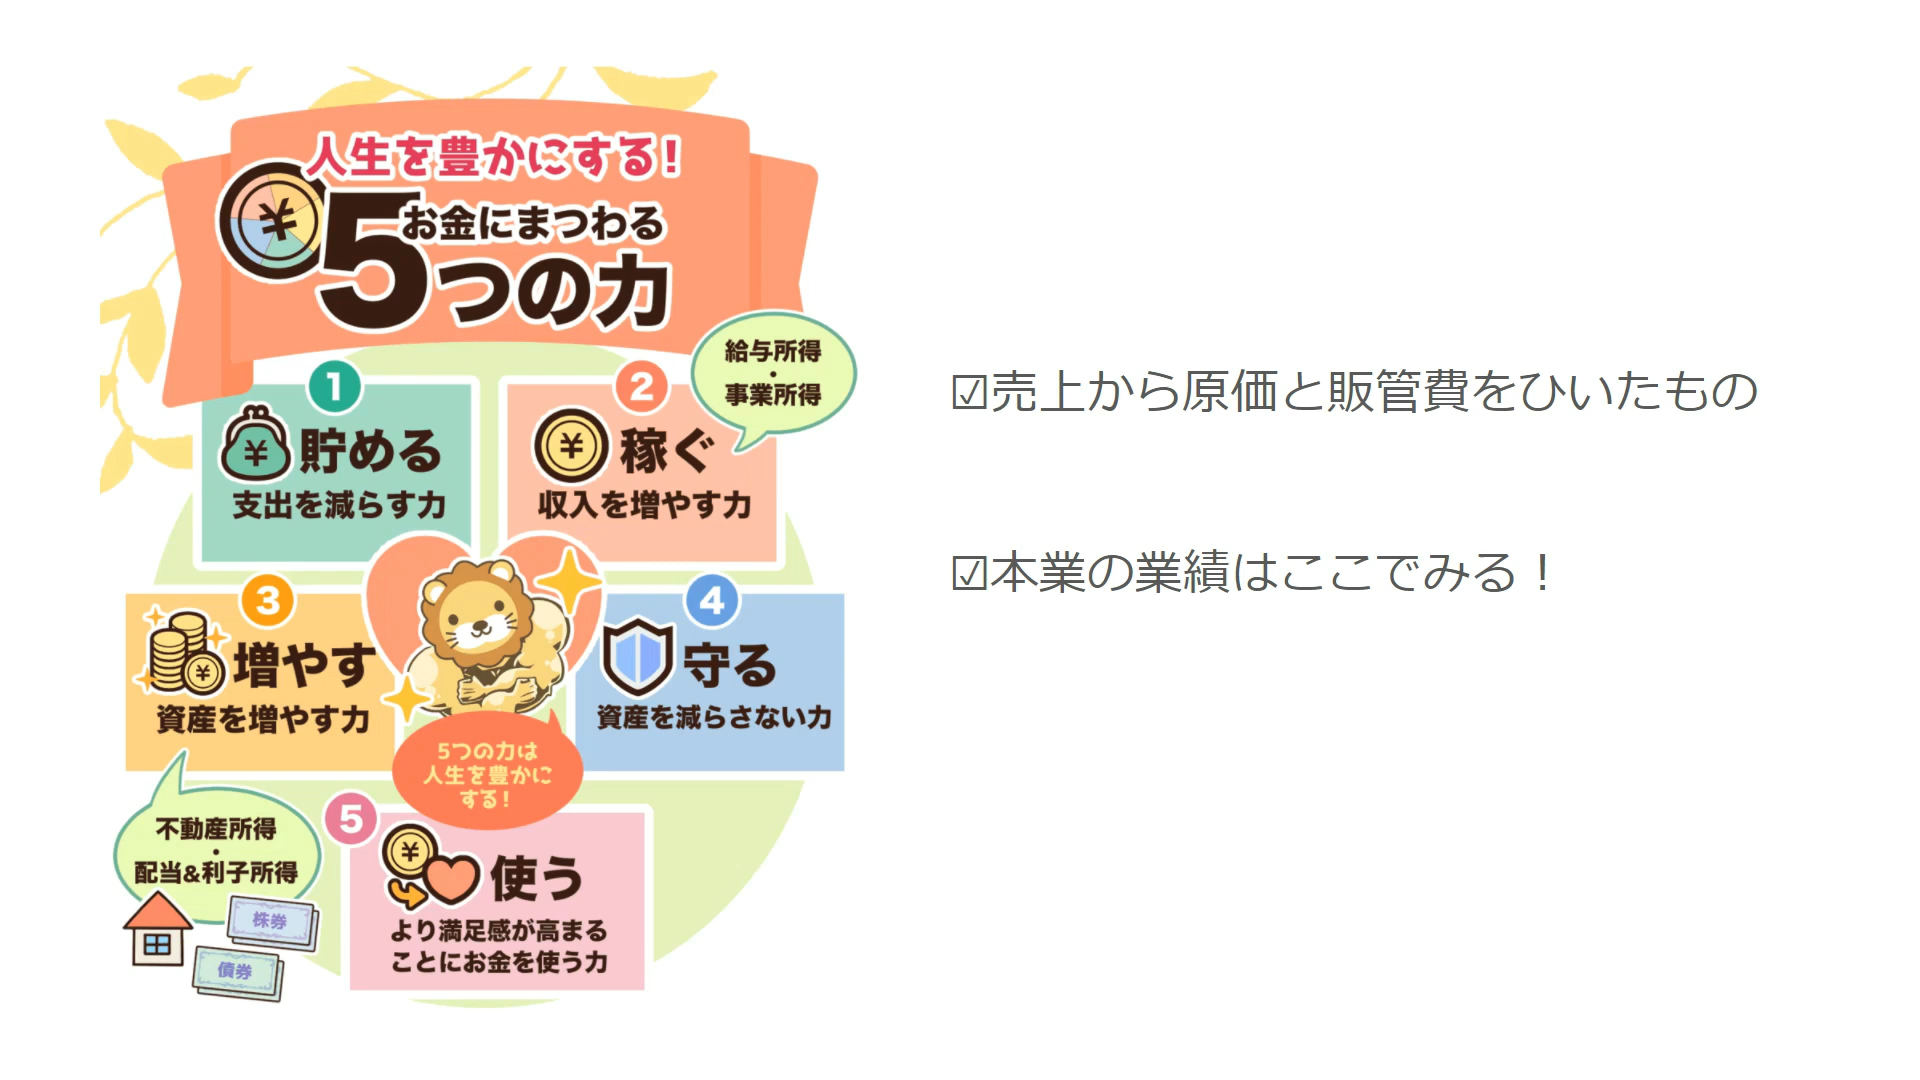 人生を豊かにする!
お金にまつわる
5つの力
給与所得
・
事業所得
1
貯める
支出を減らす力
2
稼ぐ
収入を増やす力
3
増やす
資産を増やす力
4
守る
資産を減らさない力
5つの力は
人生を豊かに
する!
不動産所得
・
配当&利子所得
株券
債券
5
使う
より満足感が高まる
ことにお金を使う力
☑売上から原価と販管費をひいたもの
☑本業の業績はここでみる！
¥
¥
¥
¥
¥